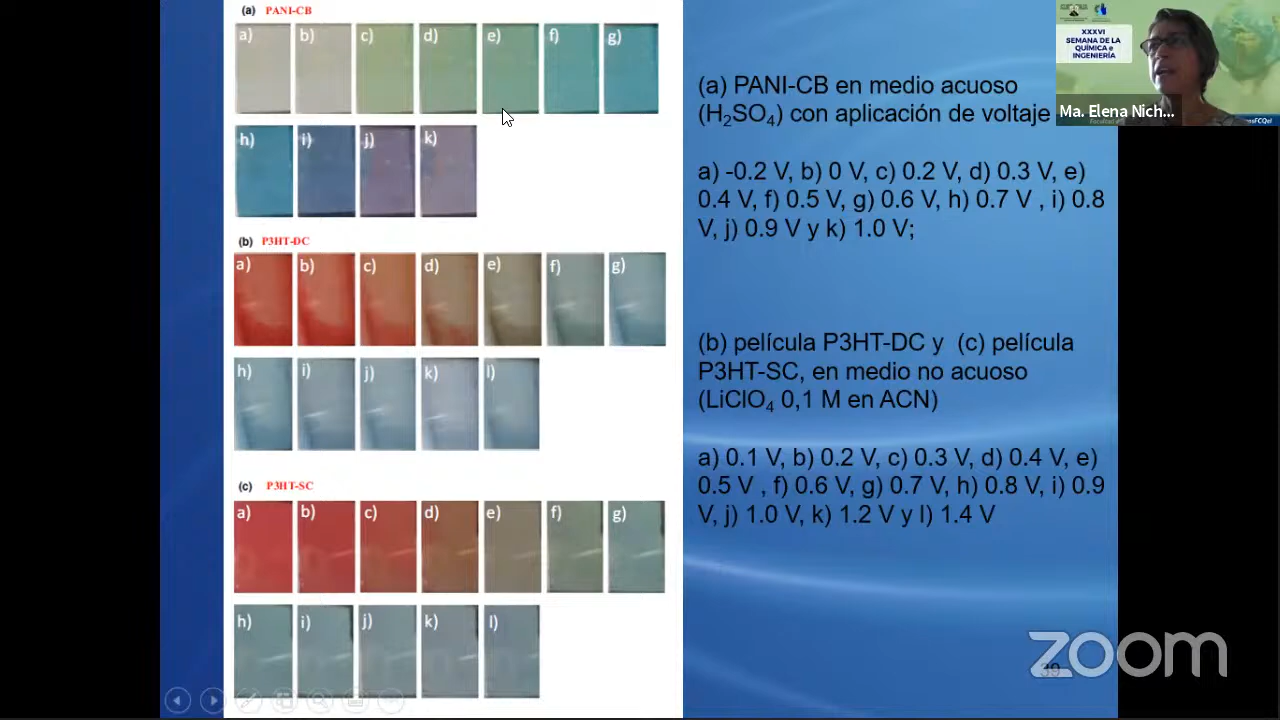 (a) PANI-CB
a) b) c) d) e) f) g)
h) i) j) k)
(b) P3HT-DC
a) b) c) d) e) f) g)
h) i) j) k) l)
(c) P3HT-SC
a) b) c) d) e) f) g)
h) i) j) k) l)
(a) PANI-CB en medio acuoso
(H₂SO₄) con aplicación de voltaje
a) -0.2 V, b) 0 V, c) 0.2 V, d) 0.3 V, e)
0.4 V, f) 0.5 V, g) 0.6 V, h) 0.7 V , i) 0.8
V, j) 0.9 V y k) 1.0 V;
(b) película P3HT-DC y (c) película
P3HT-SC, en medio no acuoso
(LiClO₄ 0,1 M en ACN)
a) 0.1 V, b) 0.2 V, c) 0.3 V, d) 0.4 V, e)
0.5 V , f) 0.6 V, g) 0.7 V, h) 0.8 V, i) 0.9
V, j) 1.0 V, k) 1.2 V y l) 1.4 V
XXXVI
SEMANA DE LA
QUÍMICA e
INGENIERÍA
Ma. Elena Nich...
zoom
39